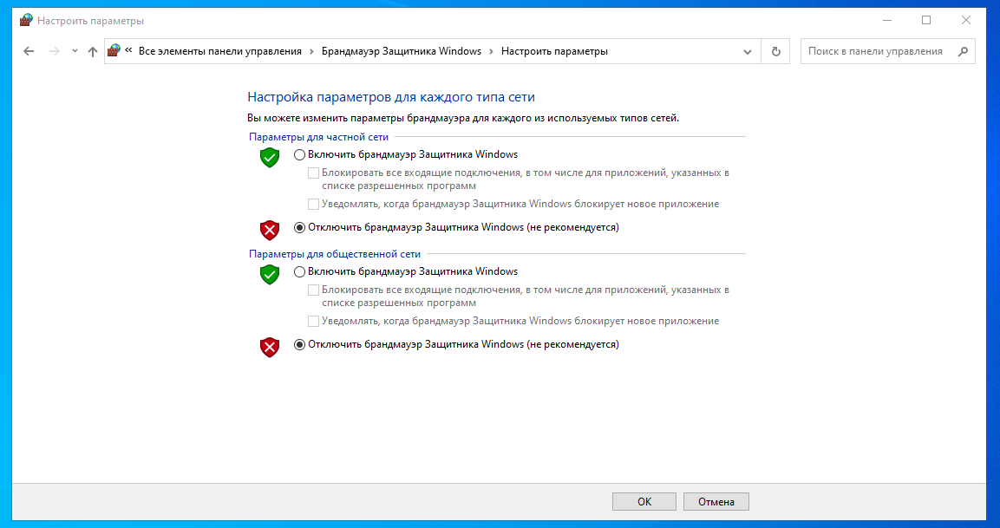 Настроить параметры
« Все элементы панели управления › Брандмауэр Защитника Windows › Настроить параметры
Поиск в панели управления
Настройка параметров для каждого типа сети
Вы можете изменить параметры брандмауэра для каждого из используемых типов сетей.
Параметры для частной сети
Включить брандмауэр Защитника Windows
Блокировать все входящие подключения, в том числе для приложений, указанных в
списке разрешенных программ
Уведомлять, когда брандмауэр Защитника Windows блокирует новое приложение
Отключить брандмауэр Защитника Windows (не рекомендуется)
Параметры для общественной сети
Включить брандмауэр Защитника Windows
Блокировать все входящие подключения, в том числе для приложений, указанных в
списке разрешенных программ
Уведомлять, когда брандмауэр Защитника Windows блокирует новое приложение
Отключить брандмауэр Защитника Windows (не рекомендуется)
ОК
Отмена